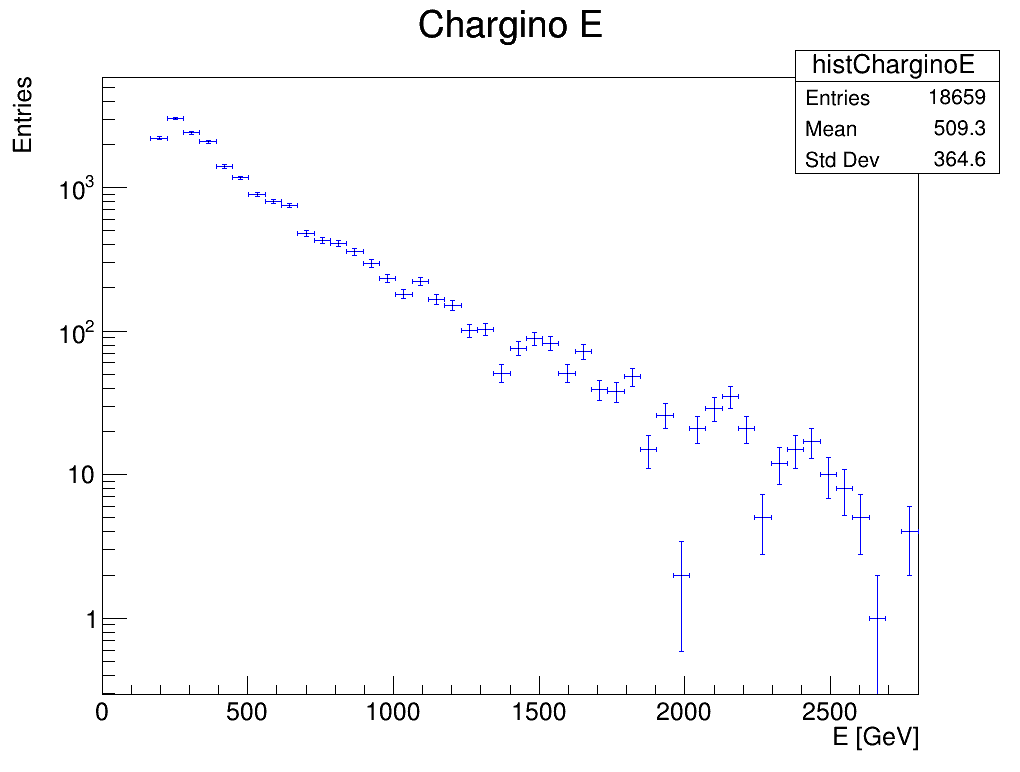 Chargino E
histCharginoE
Entries 18659
Mean 509.3
Std Dev 364.6
Entries
10³
10²
10
1
0 500 1000 1500 2000 2500
E [GeV]